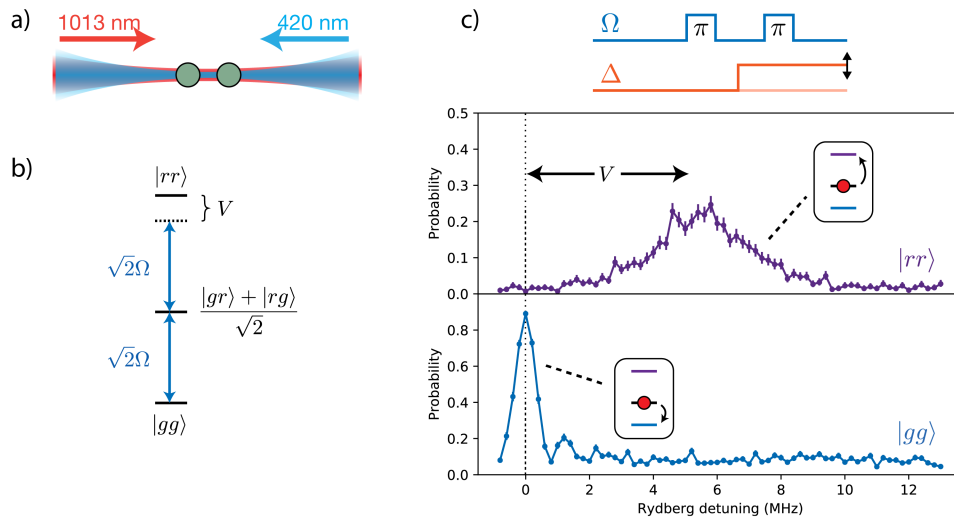 a)
1013 nm
420 nm
b)
|rr⟩
} V
√2Ω
|gr⟩ + |rg⟩
√2
√2Ω
|gg⟩
c)
Ω
π
π
Δ
0.5
0.4
0.3
0.2
0.1
0.0
Probability
V
|rr⟩
0.8
0.6
0.4
0.2
0.0
Probability
|gg⟩
0
2
4
6
8
10
12
Rydberg detuning (MHz)